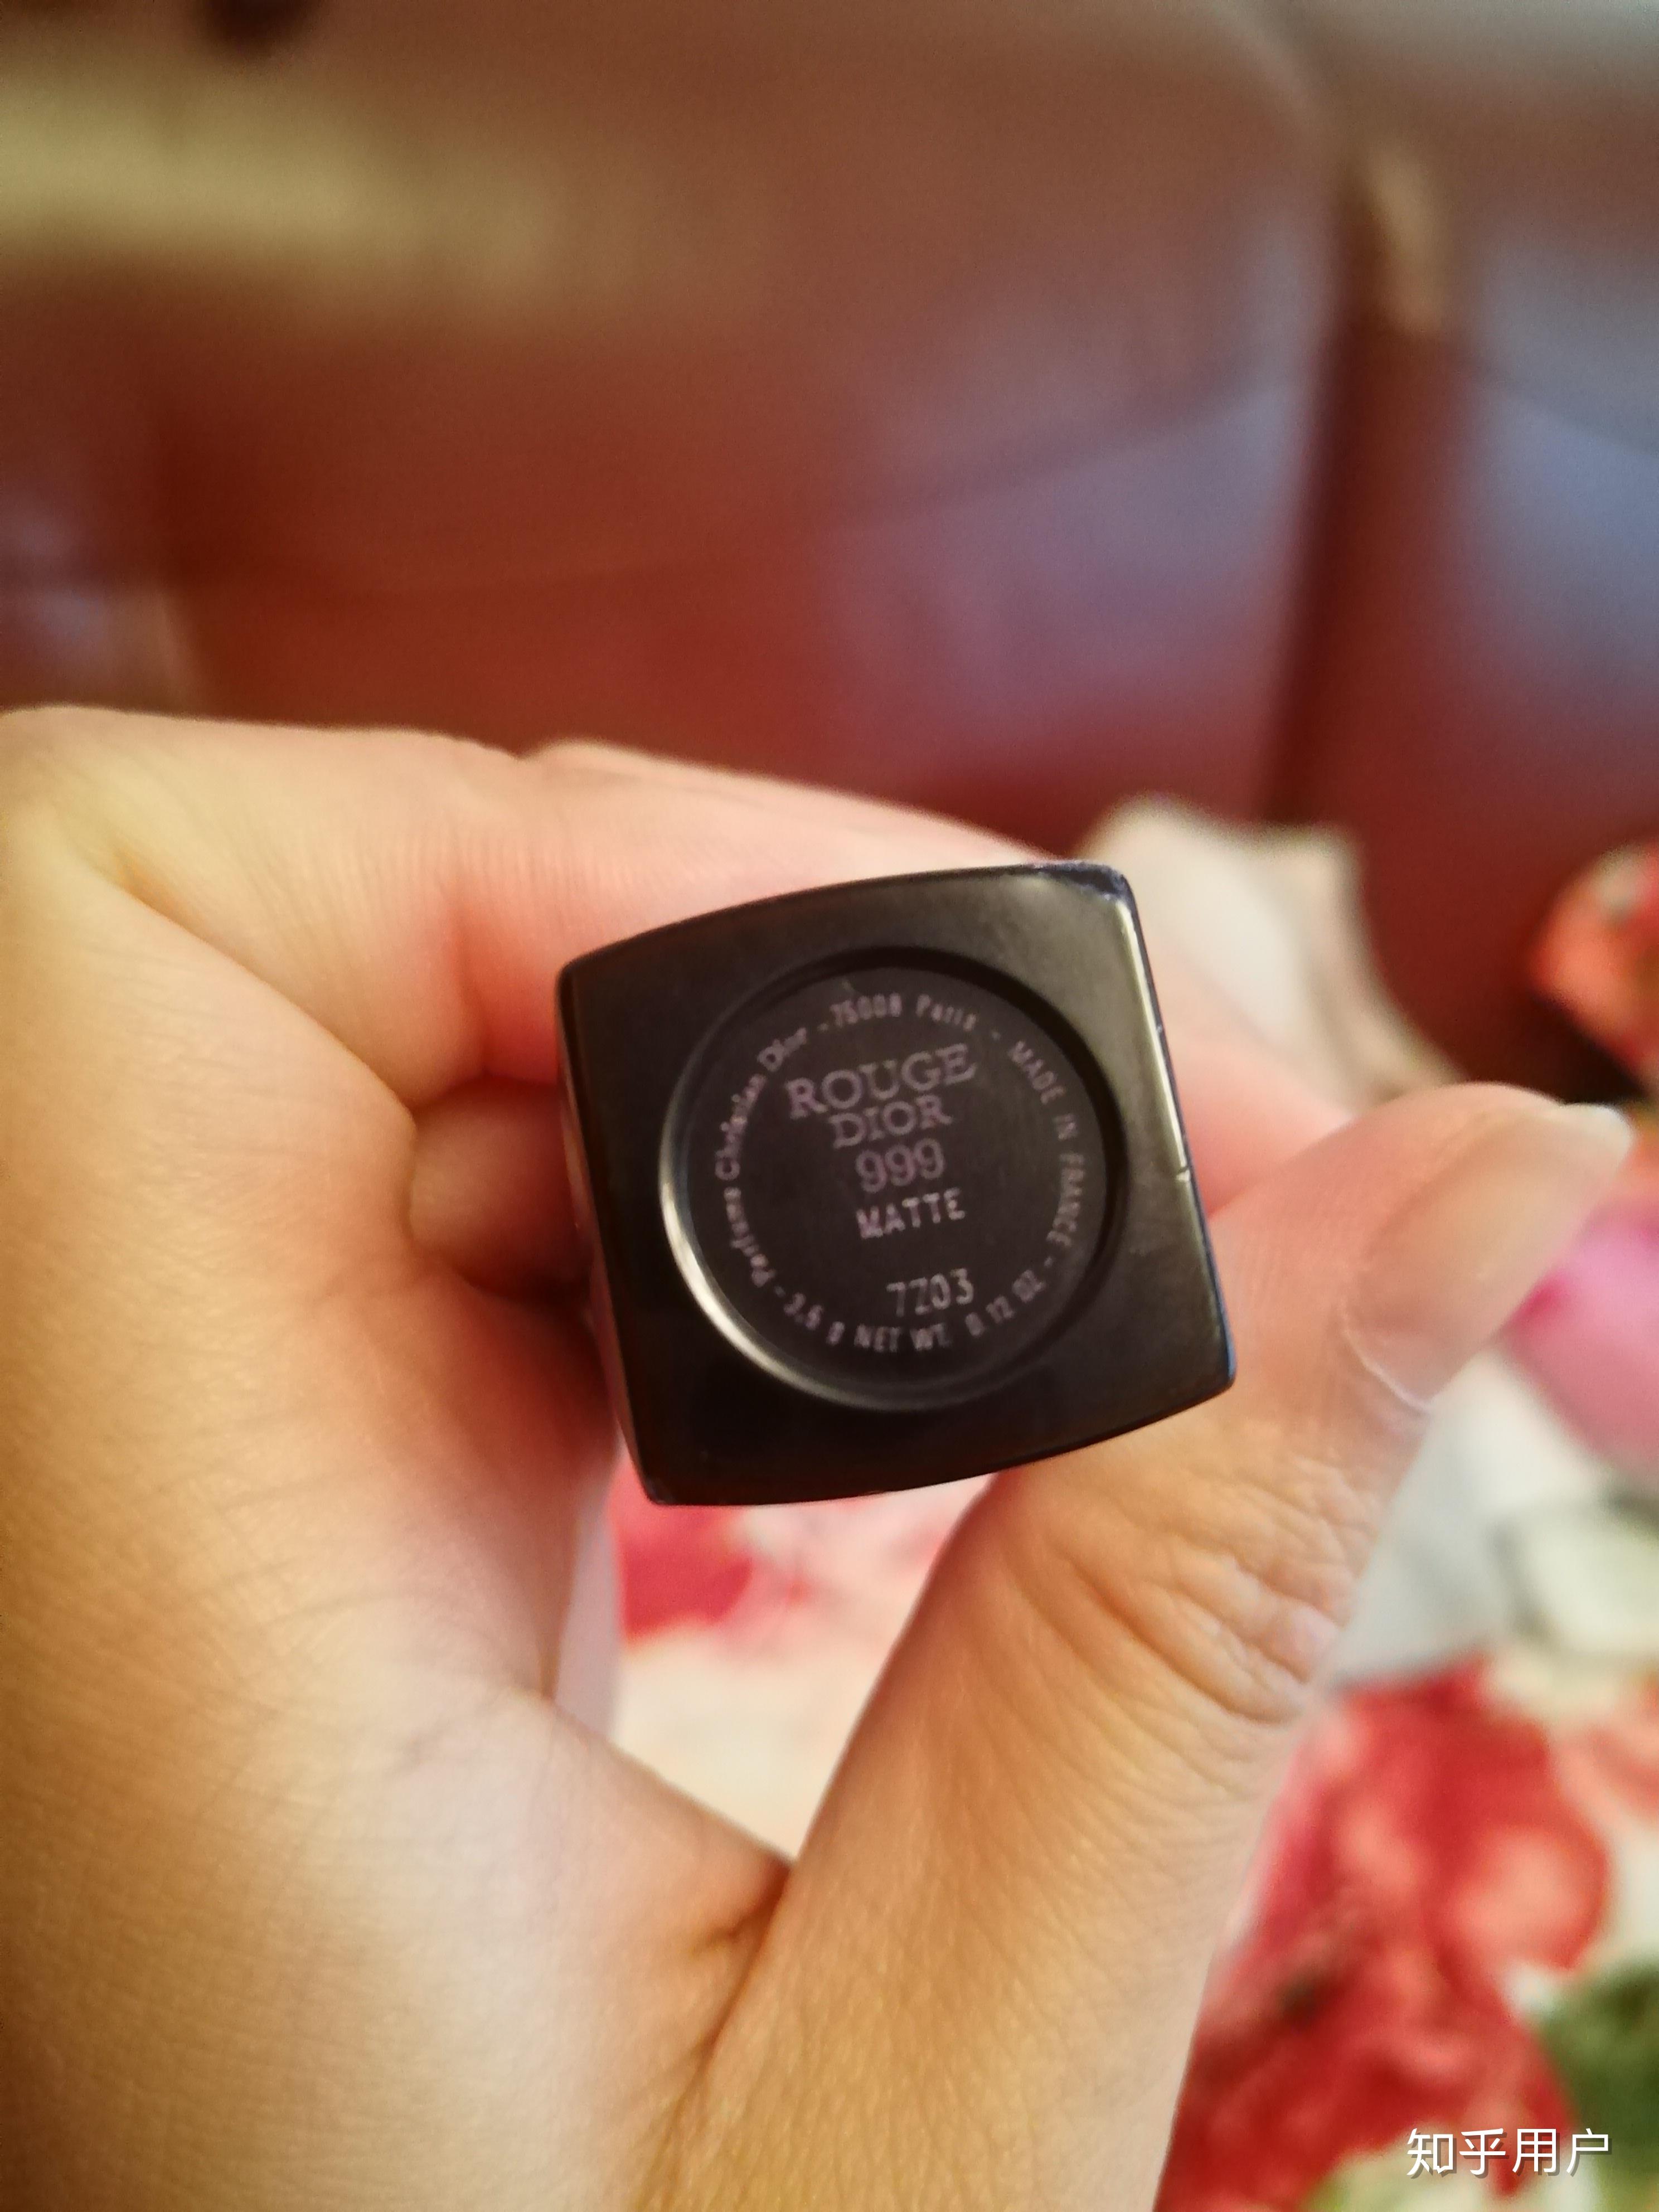 Parfums Christian Dior - 75008 Paris - MADE IN FRANCE - 3,5 g NET WT. 0.12 OZ -
ROUGE
DIOR
999
MATTE
7Z03
知乎用户